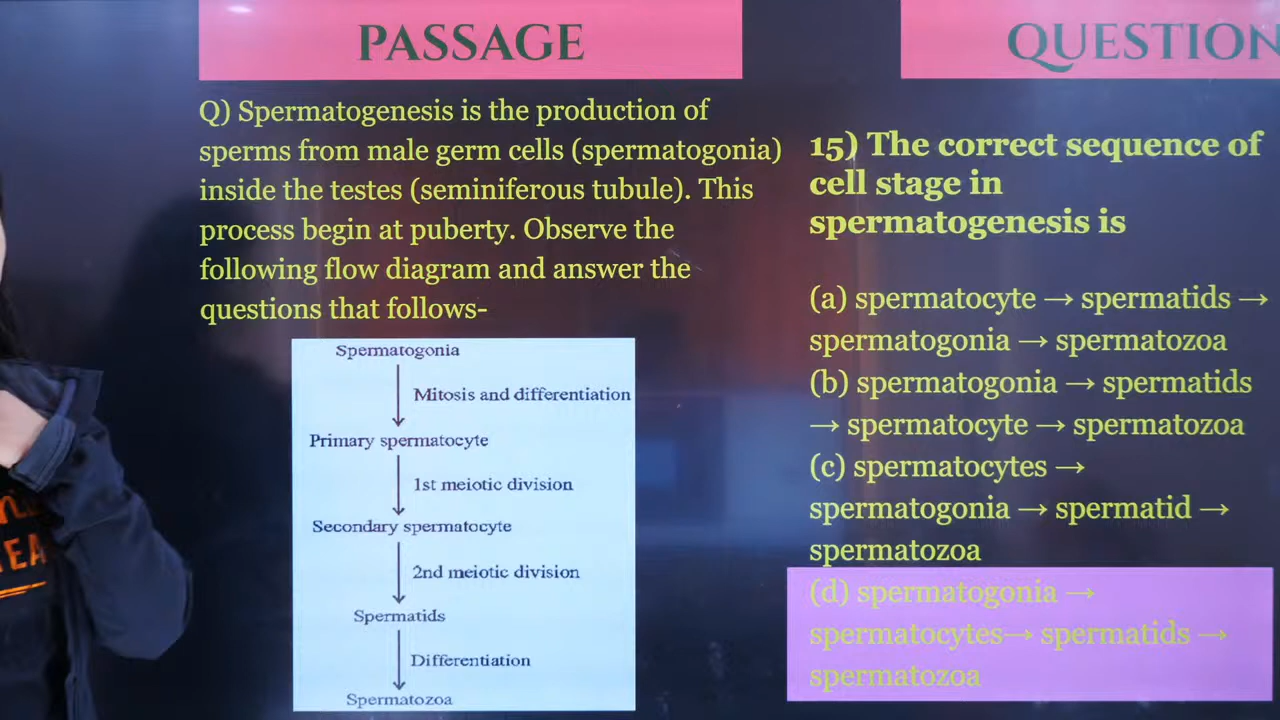 PASSAGE
Q) Spermatogenesis is the production of
sperms from male germ cells (spermatogonia)
inside the testes (seminiferous tubule). This
process begin at puberty. Observe the
following flow diagram and answer the
questions that follows-
Spermatogonia
Mitosis and differentiation
Primary spermatocyte
1st meiotic division
Secondary spermatocyte
2nd meiotic division
Spermatids
Differentiation
Spermatozoa
QUESTION
15) The correct sequence of
cell stage in
spermatogenesis is
(a) spermatocyte → spermatids →
spermatogonia → spermatozoa
(b) spermatogonia → spermatids
→ spermatocyte → spermatozoa
(c) spermatocytes →
spermatogonia → spermatid →
spermatozoa
(d) spermatogonia →
spermatocytes→ spermatids →
spermatozoa